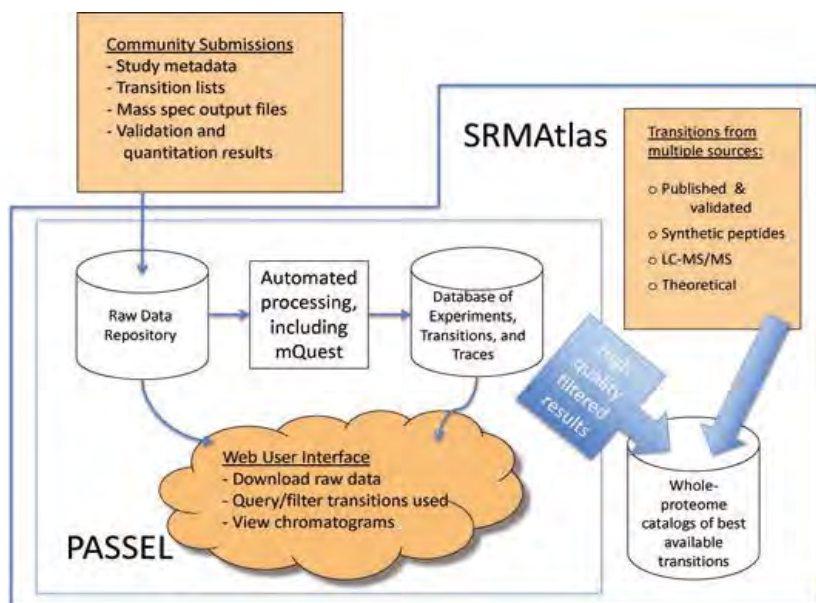 Community Submissions
- Study metadata
- Transition lists
- Mass spec output files
- Validation and
quantitation results
SRMAtlas
Transitions from
multiple sources:
o Published & 
validated
o Synthetic peptides
o LC-MS/MS
o Theoretical
Raw Data
Repository
Automated
processing,
including
mQuest
Database of
Experiments,
Transitions, and
Traces
High
quality
filtered
results
Web User Interface
- Download raw data
- Query/filter transitions used
- View chromatograms
PASSEL
Whole-
proteome
catalogs of best
available
transitions